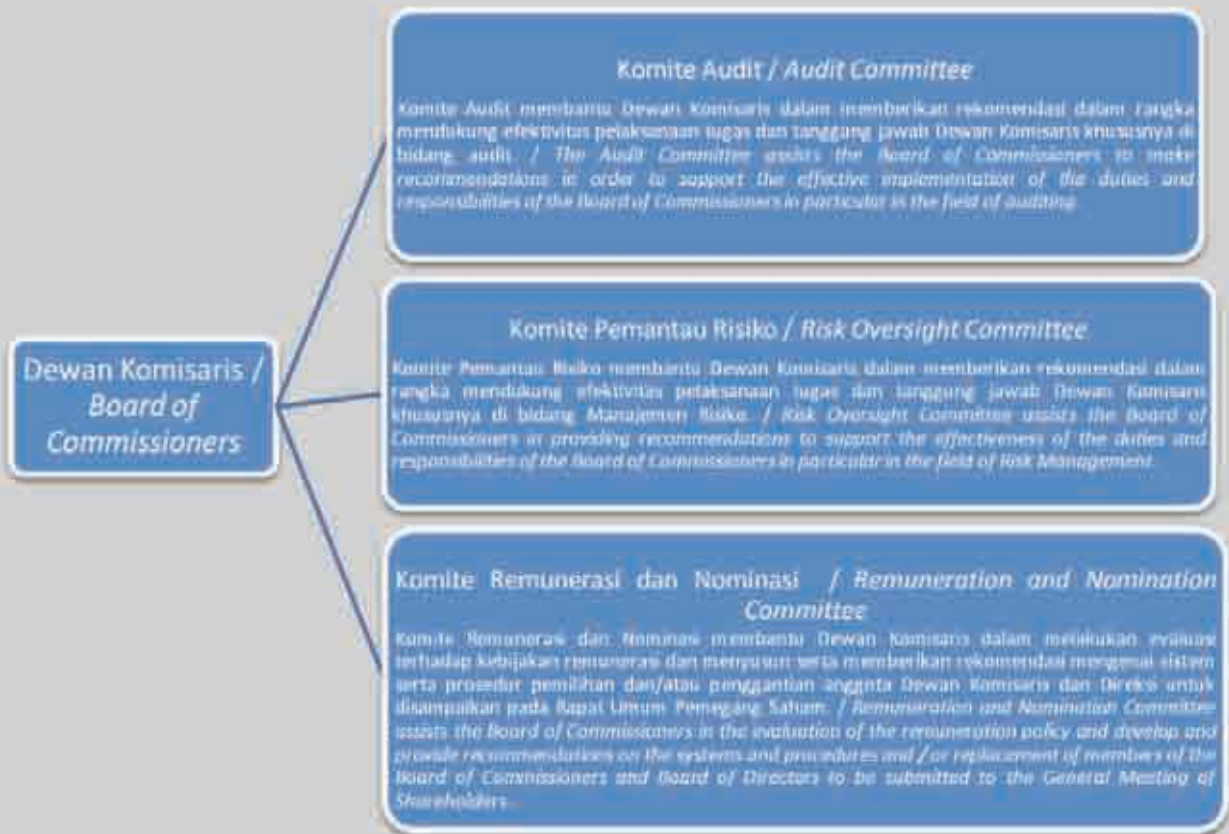 Dewan Komisaris /
Board of
Commissioners
Komite Audit / Audit Committee
Komite Audit membantu Dewan Komisaris dalam memberikan rekomendasi dalam rangka
mendukung efektivitas pelaksanaan tugas dan tanggung jawab Dewan Komisaris khususnya di
bidang audit. / The Audit Committee assists the Board of Commissioners to make
recommendations in order to support the effective implementation of the duties and
responsibilities of the Board of Commissioners in particular in the field of auditing.
Komite Pemantau Risiko / Risk Oversight Committee
Komite Pemantau Risiko membantu Dewan Komisaris dalam memberikan rekomendasi dalam
rangka mendukung efektivitas pelaksanaan tugas dan tanggung jawab Dewan Komisaris
khususnya di bidang Manajemen Risiko. / Risk Oversight Committee assists the Board of
Commissioners in providing recommendations to support the effectiveness of the duties and
responsibilities of the Board of Commissioners in particular in the field of Risk Management.
Komite Remunerasi dan Nominasi / Remuneration and Nomination
Committee
Komite Remunerasi dan Nominasi membantu Dewan Komisaris dalam melakukan evaluasi
terhadap kebijakan remunerasi dan menyusun serta memberikan rekomendasi mengenai sistem
serta prosedur pemilihan dan/atau penggantian anggota Dewan Komisaris dan Direksi untuk
disampaikan pada Rapat Umum Pemegang Saham. / Remuneration and Nomination Committee
assists the Board of Commissioners in the evaluation of the remuneration policy and develop and
provide recommendations on the systems and procedures and / or replacement of members of the
Board of Commissioners and Board of Directors to be submitted to the General Meeting of
Shareholders.